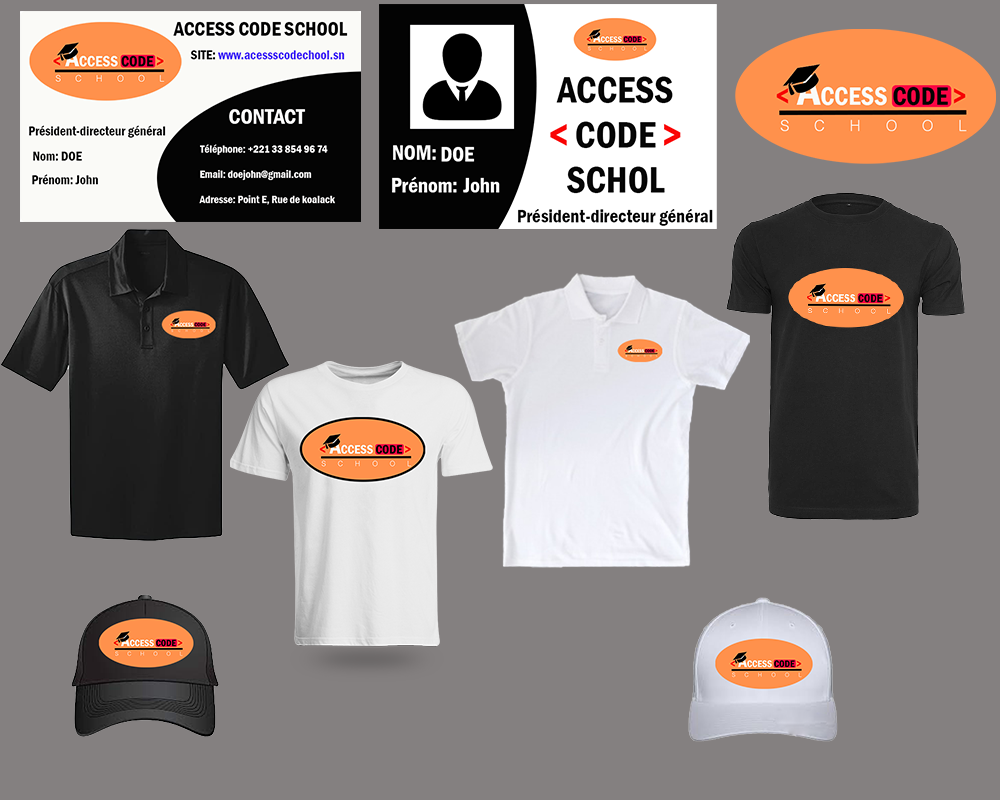 ACCESS CODE SCHOOL
SITE: www.acessscodechool.sn
<ACCESS CODE>
SCHOOL
CONTACT
Président-directeur général
Nom: DOE
Prénom: John
Téléphone: +221 33 854 96 74
Email: doejohn@gmail.com
Adresse: Point E, Rue de koalack
<ACCESS CODE>
SCHOOL
ACCESS
< CODE >
SCHOL
NOM: DOE
Prénom: John
Président-directeur général
<ACCESS CODE>
SCHOOL
<ACCESS CODE>
SCHOOL
<ACCESS CODE>
<ACCESS CODE>
<ACCESS CODE>
SCHOOL
<ACCESS CODE>
SCHOOL
<ACCESS CODE>
SCHOOL